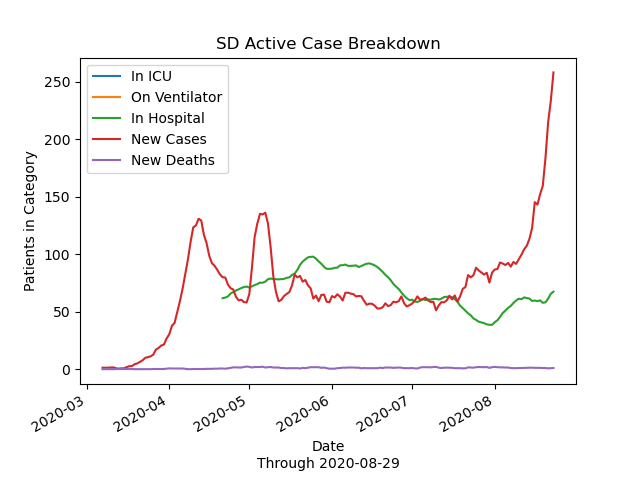 SD Active Case Breakdown
In ICU
On Ventilator
In Hospital
New Cases
New Deaths
Patients in Category
250
200
150
100
50
0
2020-03
2020-04
2020-05
2020-06
2020-07
2020-08
Date
Through 2020-08-29